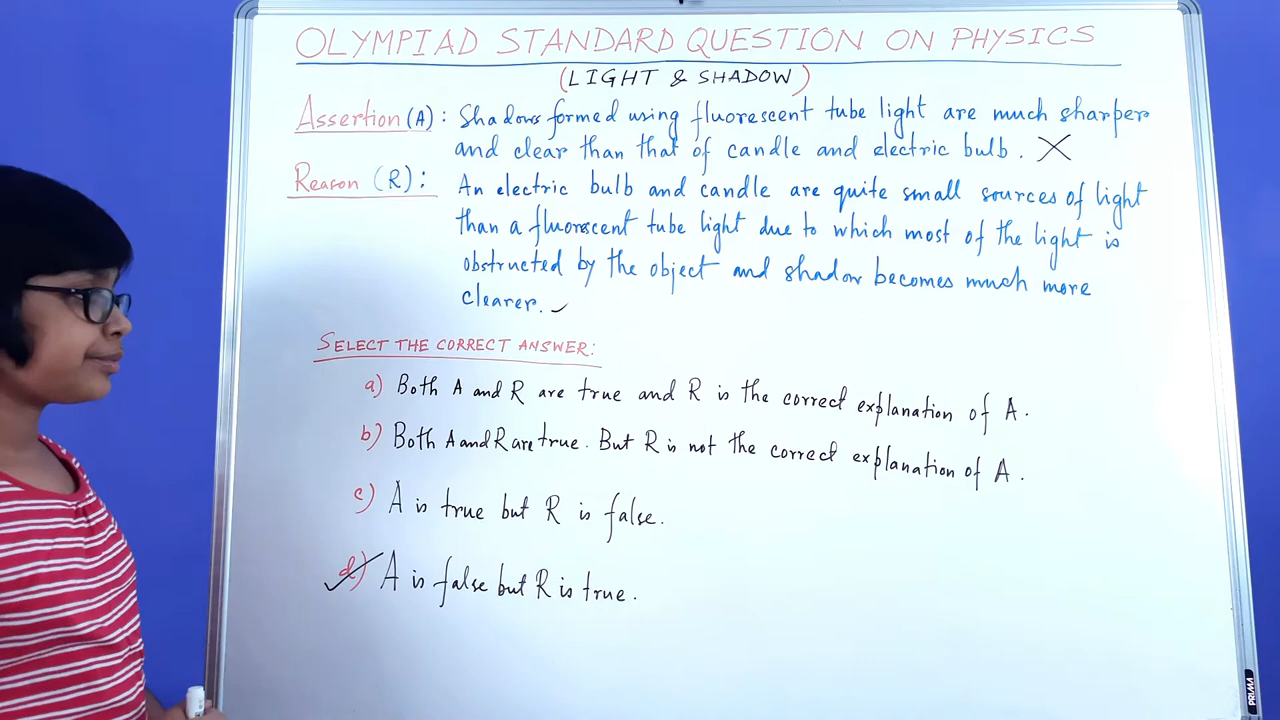 OLYMPIAD STANDARD QUESTION ON PHYSICS
(LIGHT & SHADOW)
Assertion (A) : Shadows formed using fluorescent tube light are much sharper
and clear than that of candle and electric bulb. ✗
Reason (R) : An electric bulb and candle are quite small sources of light
than a fluorescent tube light due to which most of the light is
obstructed by the object and shadow becomes much more
clearer. ✓
SELECT THE CORRECT ANSWER:
a) Both A and R are true and R is the correct explanation of A.
b) Both A and R are true. But R is not the correct explanation of A.
c) A is true but R is false.
d) A is false but R is true.
PRIMA